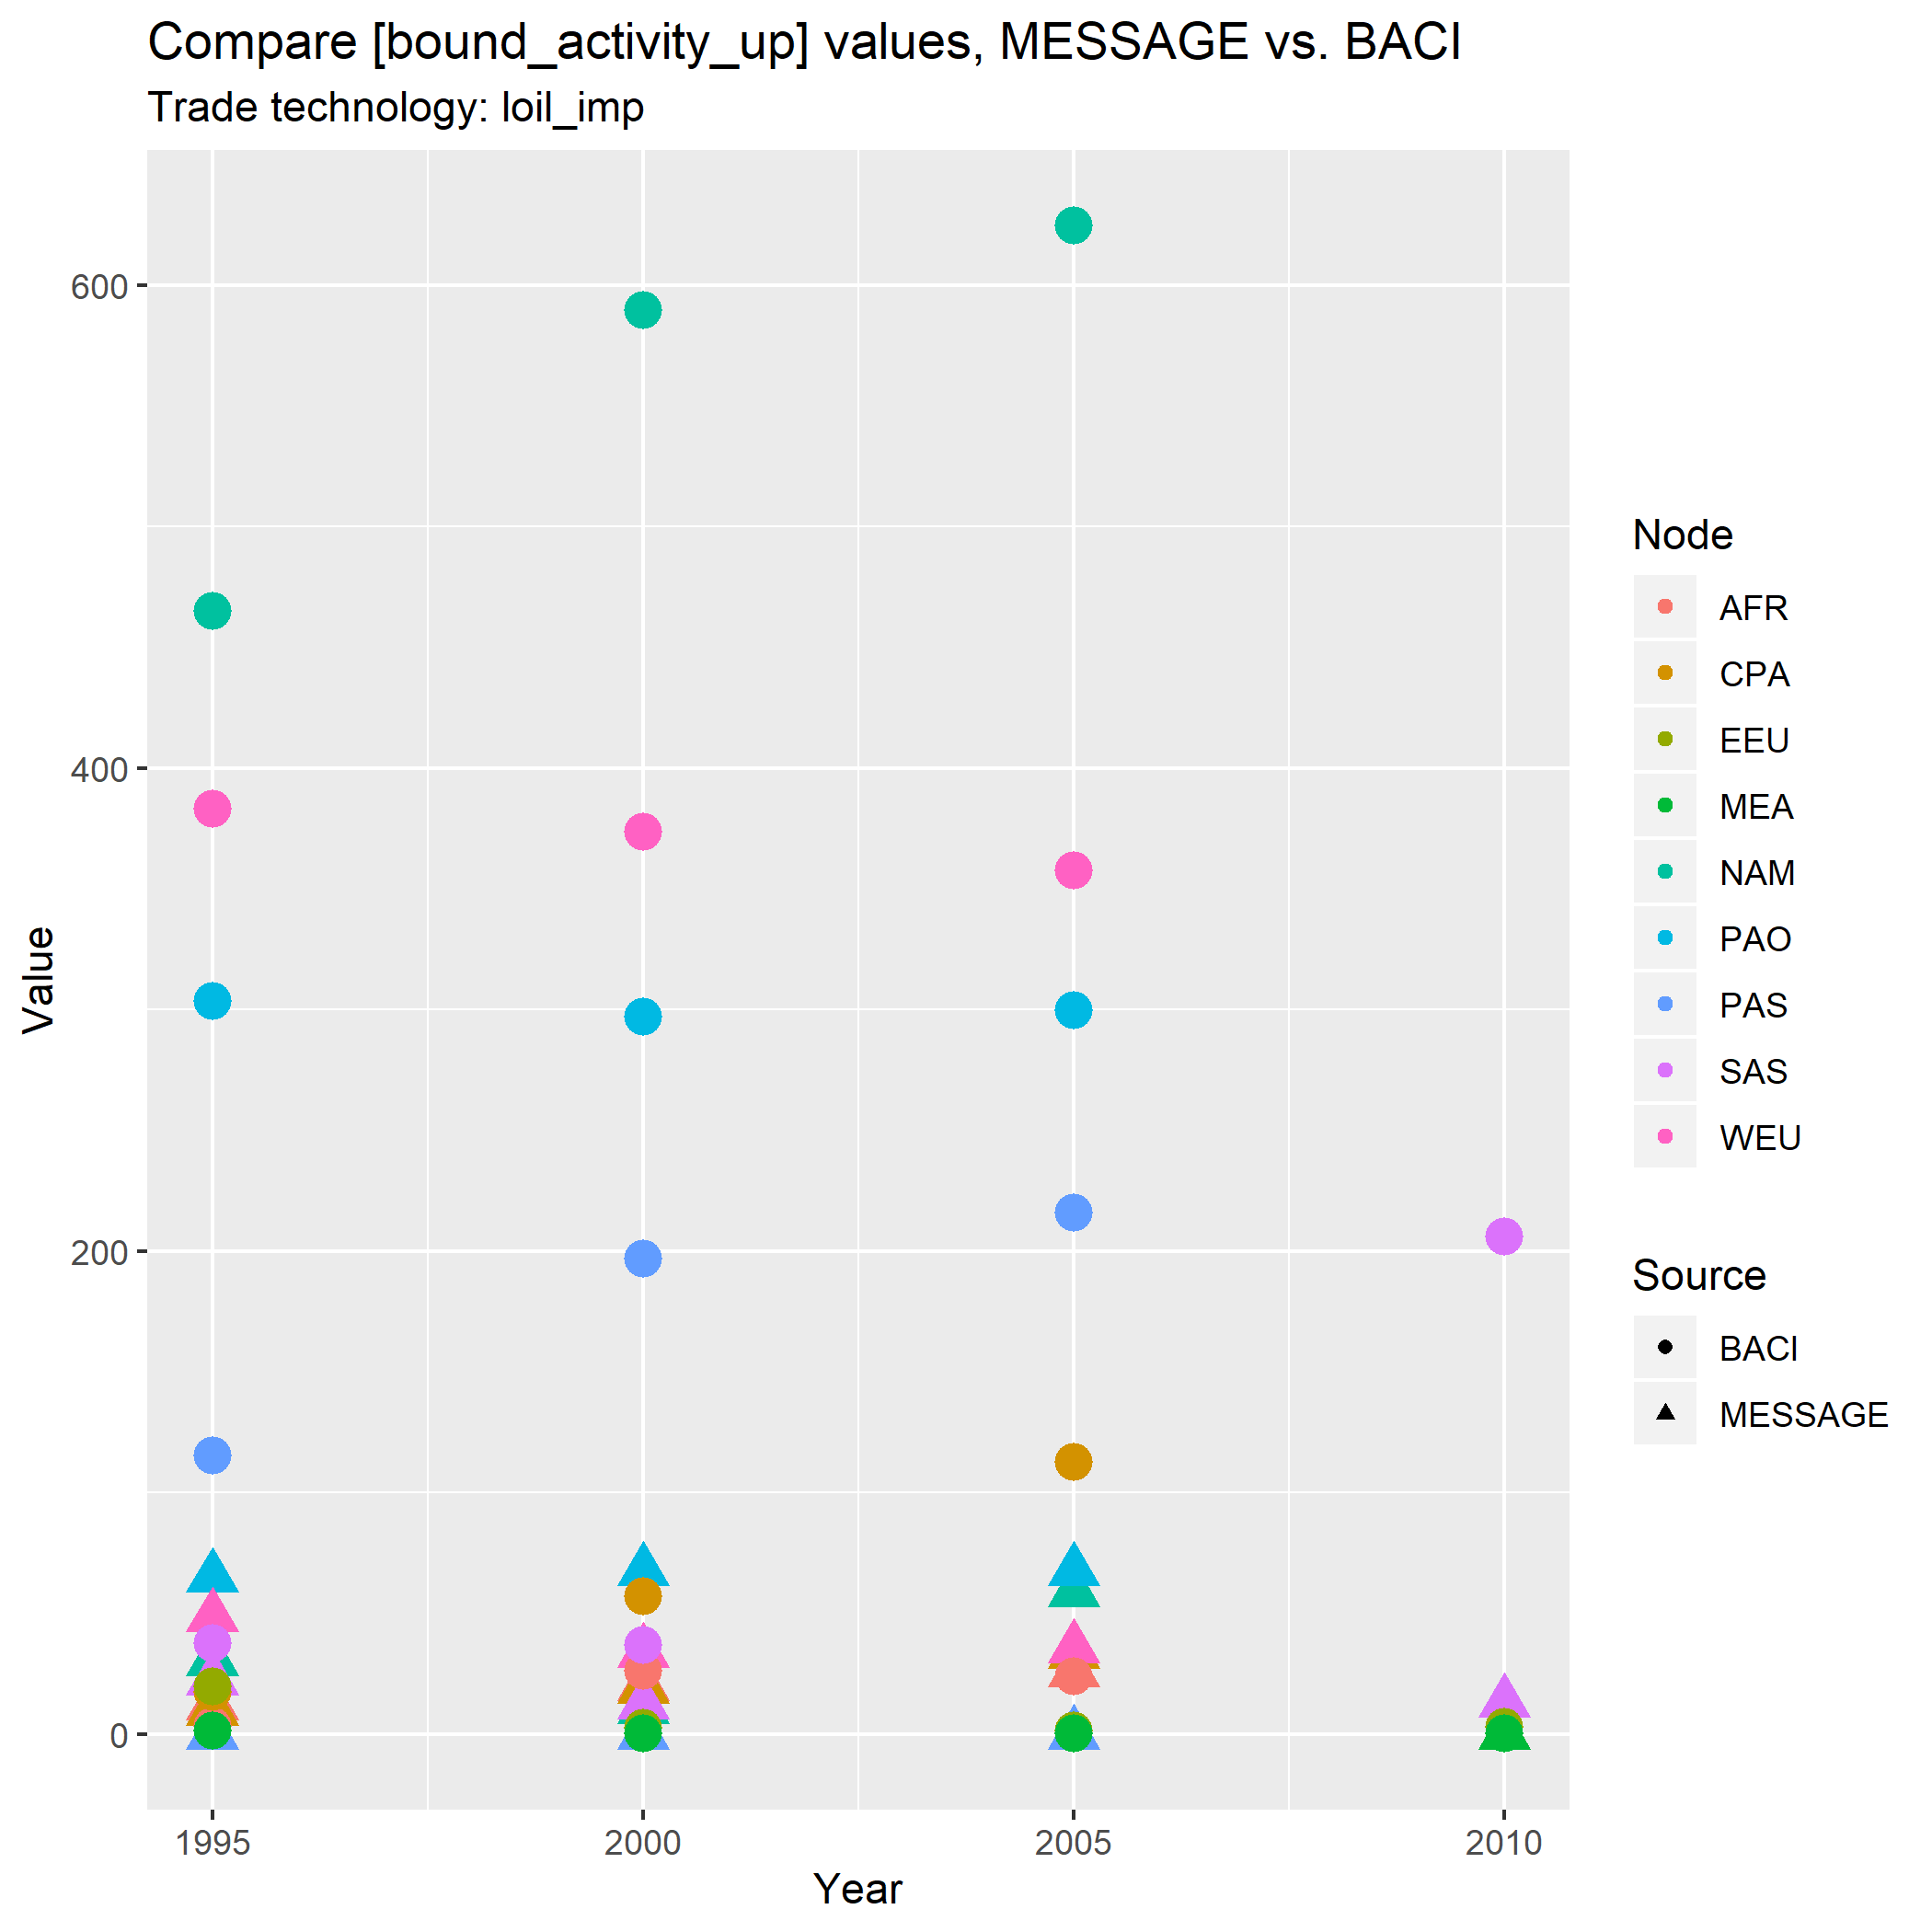 Compare [bound_activity_up] values, MESSAGE vs. BACI
Trade technology: loil_imp
600
400
200
0
Value
1995
2000
2005
2010
Year
Node
AFR
CPA
EEU
MEA
NAM
PAO
PAS
SAS
WEU
Source
BACI
MESSAGE